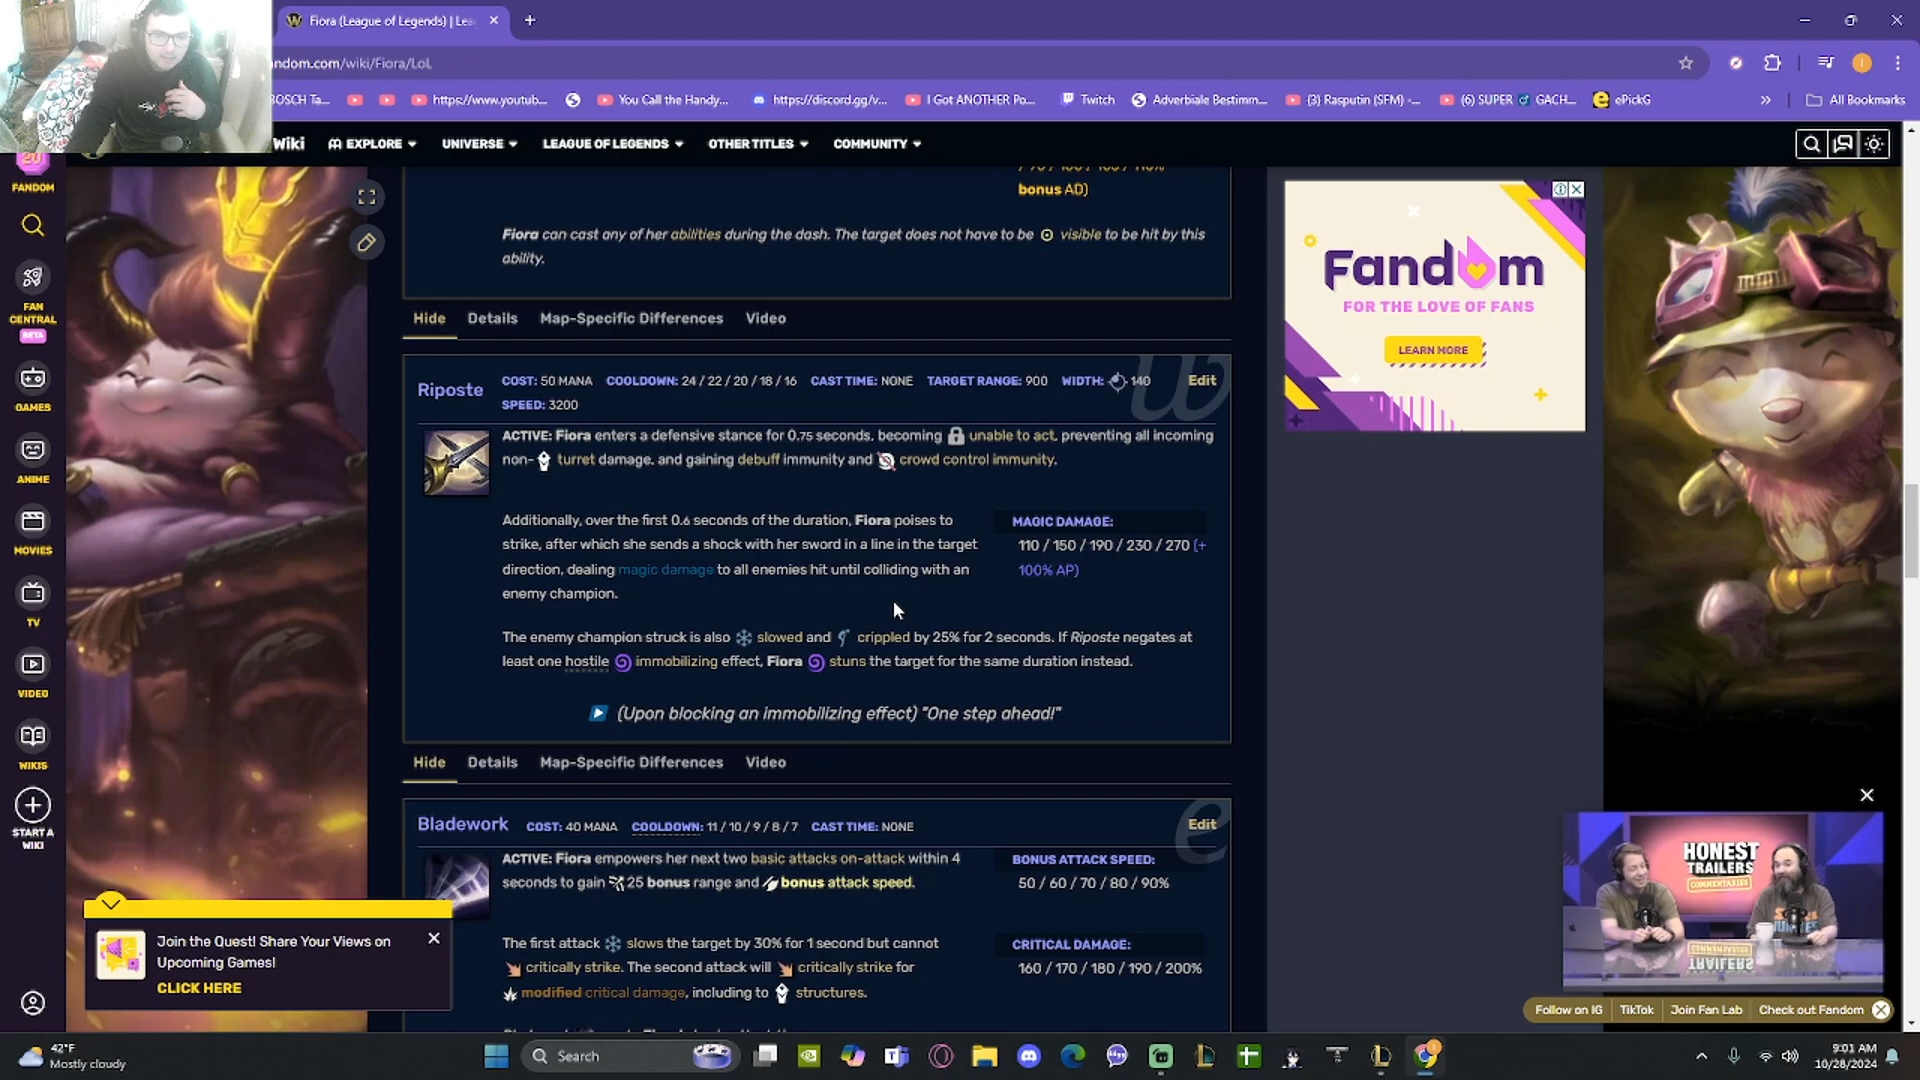 Fiora (League of Legends) | Lea
ndom.com/wiki/Fiora/LoL
BOSCH Ta...
https://www.youtub...
You Call the Handy...
https://discord.gg/v...
I Got ANOTHER Po...
Twitch
Adverbiale Bestimm...
(3) Rasputin (SFM) -...
(6) SUPER
GACH...
ePickG
All Bookmarks
Wiki
EXPLORE
UNIVERSE
LEAGUE OF LEGENDS
OTHER TITLES
COMMUNITY
FANDOM
FAN
CENTRAL
BETA
GAMES
ANIME
MOVIES
TV
VIDEO
WIKIS
START A
WIKI
bonus AD)
Fiora can cast any of her abilities during the dash. The target does not have to be visible to be hit by this
ability.
Hide Details Map-Specific Differences Video
Riposte
COST: 50 MANA COOLDOWN: 24 / 22 / 20 / 18 / 16 CAST TIME: NONE TARGET RANGE: 900 WIDTH: 140
SPEED: 3200
Edit
w
ACTIVE: Fiora enters a defensive stance for 0.75 seconds, becoming unable to act, preventing all incoming
non- turret damage, and gaining debuff immunity and crowd control immunity.
Additionally, over the first 0.6 seconds of the duration, Fiora poises to
strike, after which she sends a shock with her sword in a line in the target
direction, dealing magic damage to all enemies hit until colliding with an
enemy champion.
MAGIC DAMAGE:
110 / 150 / 190 / 230 / 270 (+
100% AP)
The enemy champion struck is also slowed and crippled by 25% for 2 seconds. If Riposte negates at
least one hostile immobilizing effect, Fiora stuns the target for the same duration instead.
(Upon blocking an immobilizing effect) "One step ahead!"
Hide Details Map-Specific Differences Video
Bladework
COST: 40 MANA COOLDOWN: 11 / 10 / 9 / 8 / 7 CAST TIME: NONE
Edit
e
ACTIVE: Fiora empowers her next two basic attacks on-attack within 4
seconds to gain 25 bonus range and bonus attack speed.
BONUS ATTACK SPEED:
50 / 60 / 70 / 80 / 90%
The first attack slows the target by 30% for 1 second but cannot
critically strike. The second attack will critically strike for
modified critical damage, including to structures.
CRITICAL DAMAGE:
160 / 170 / 180 / 190 / 200%
Fandom
FOR THE LOVE OF FANS
LEARN MORE
Join the Quest! Share Your Views on
Upcoming Games!
CLICK HERE
HONEST
TRAILERS
COMMENTARIES
Follow on IG
TikTok
Join Fan Lab
Check out Fandom
42°F
Mostly cloudy
Search
9:01 AM
10/28/2024